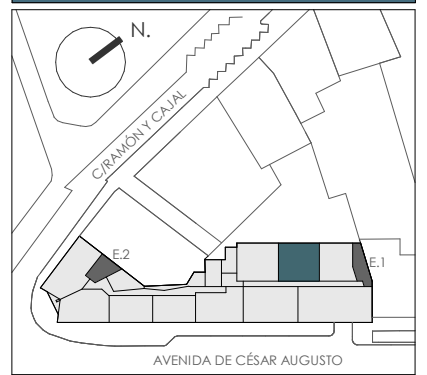 N.
C/RAMÓN Y CAJAL
E.2
E.1
AVENIDA DE CÉSAR AUGUSTO